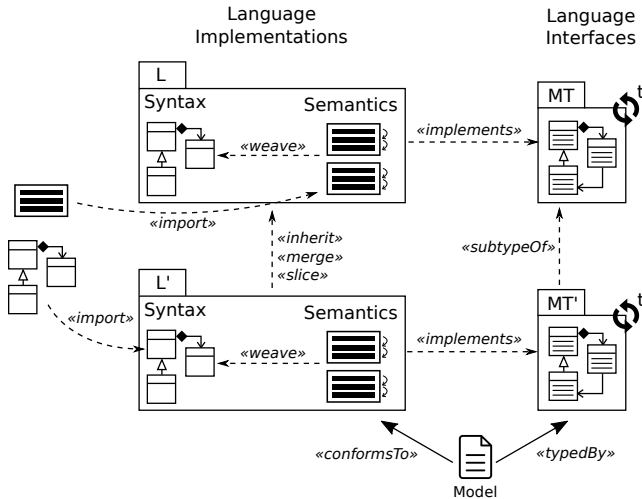 Language
Implementations
Language
Interfaces
L
Syntax
Semantics
«weave»
«implements»
MT
t
«import»
«inherit»
«merge»
«slice»
«subtypeOf»
L'
Syntax
Semantics
«import»
«weave»
«implements»
MT'
t
«conformsTo»
«typedBy»
Model